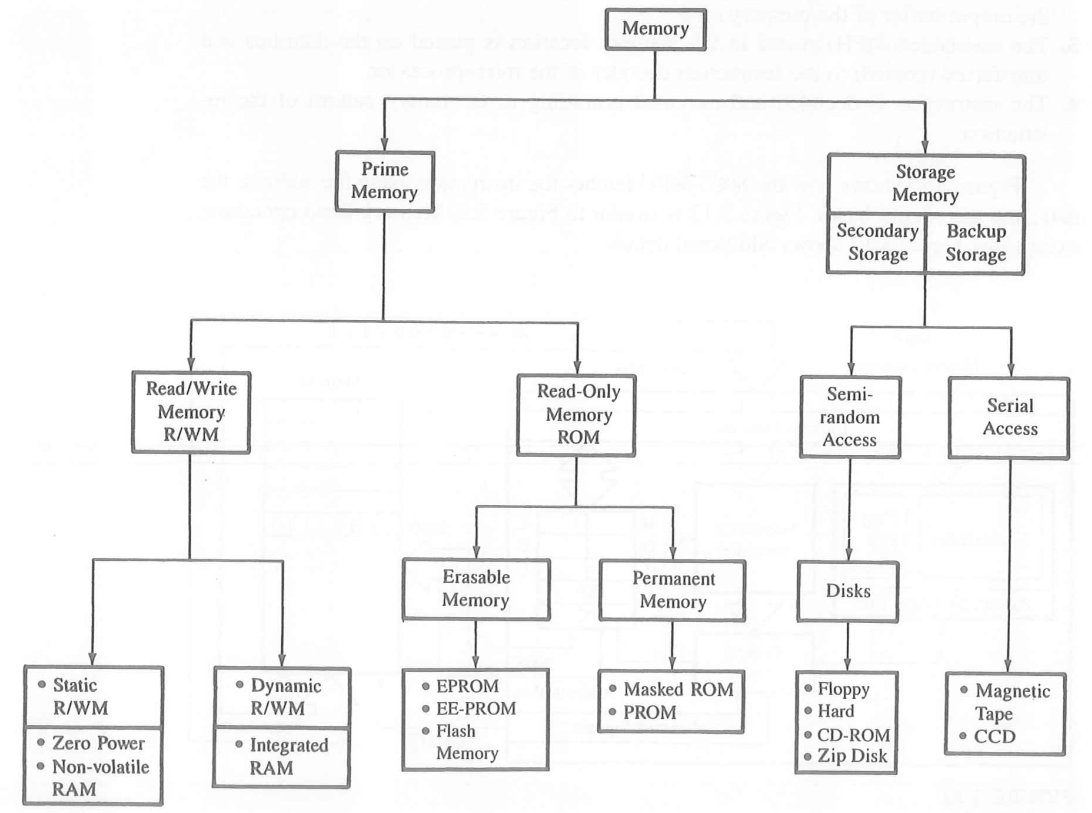 Memory
Prime
Memory
Storage
Memory
Secondary
Storage
Backup
Storage
Read/Write
Memory
R/WM
Read-Only
Memory
ROM
Semi-
random
Access
Serial
Access
Erasable
Memory
Permanent
Memory
Disks
• Static
R/WM
• Zero Power
• Non-volatile
RAM
• Dynamic
R/WM
• Integrated
RAM
• EPROM
• EE-PROM
• Flash
Memory
• Masked ROM
• PROM
• Floppy
• Hard
• CD-ROM
• Zip Disk
• Magnetic
Tape
• CCD